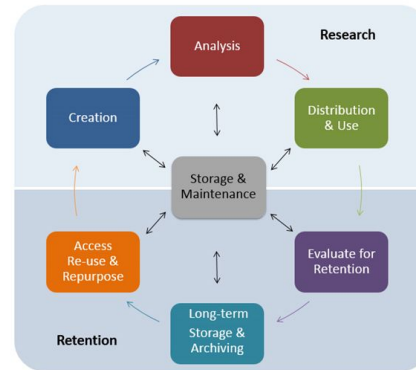 Analysis
Research
Creation
Distribution
& Use
Storage &
Maintenance
Access
Re-use &
Repurpose
Evaluate for
Retention
Long-term
Storage &
Archiving
Retention